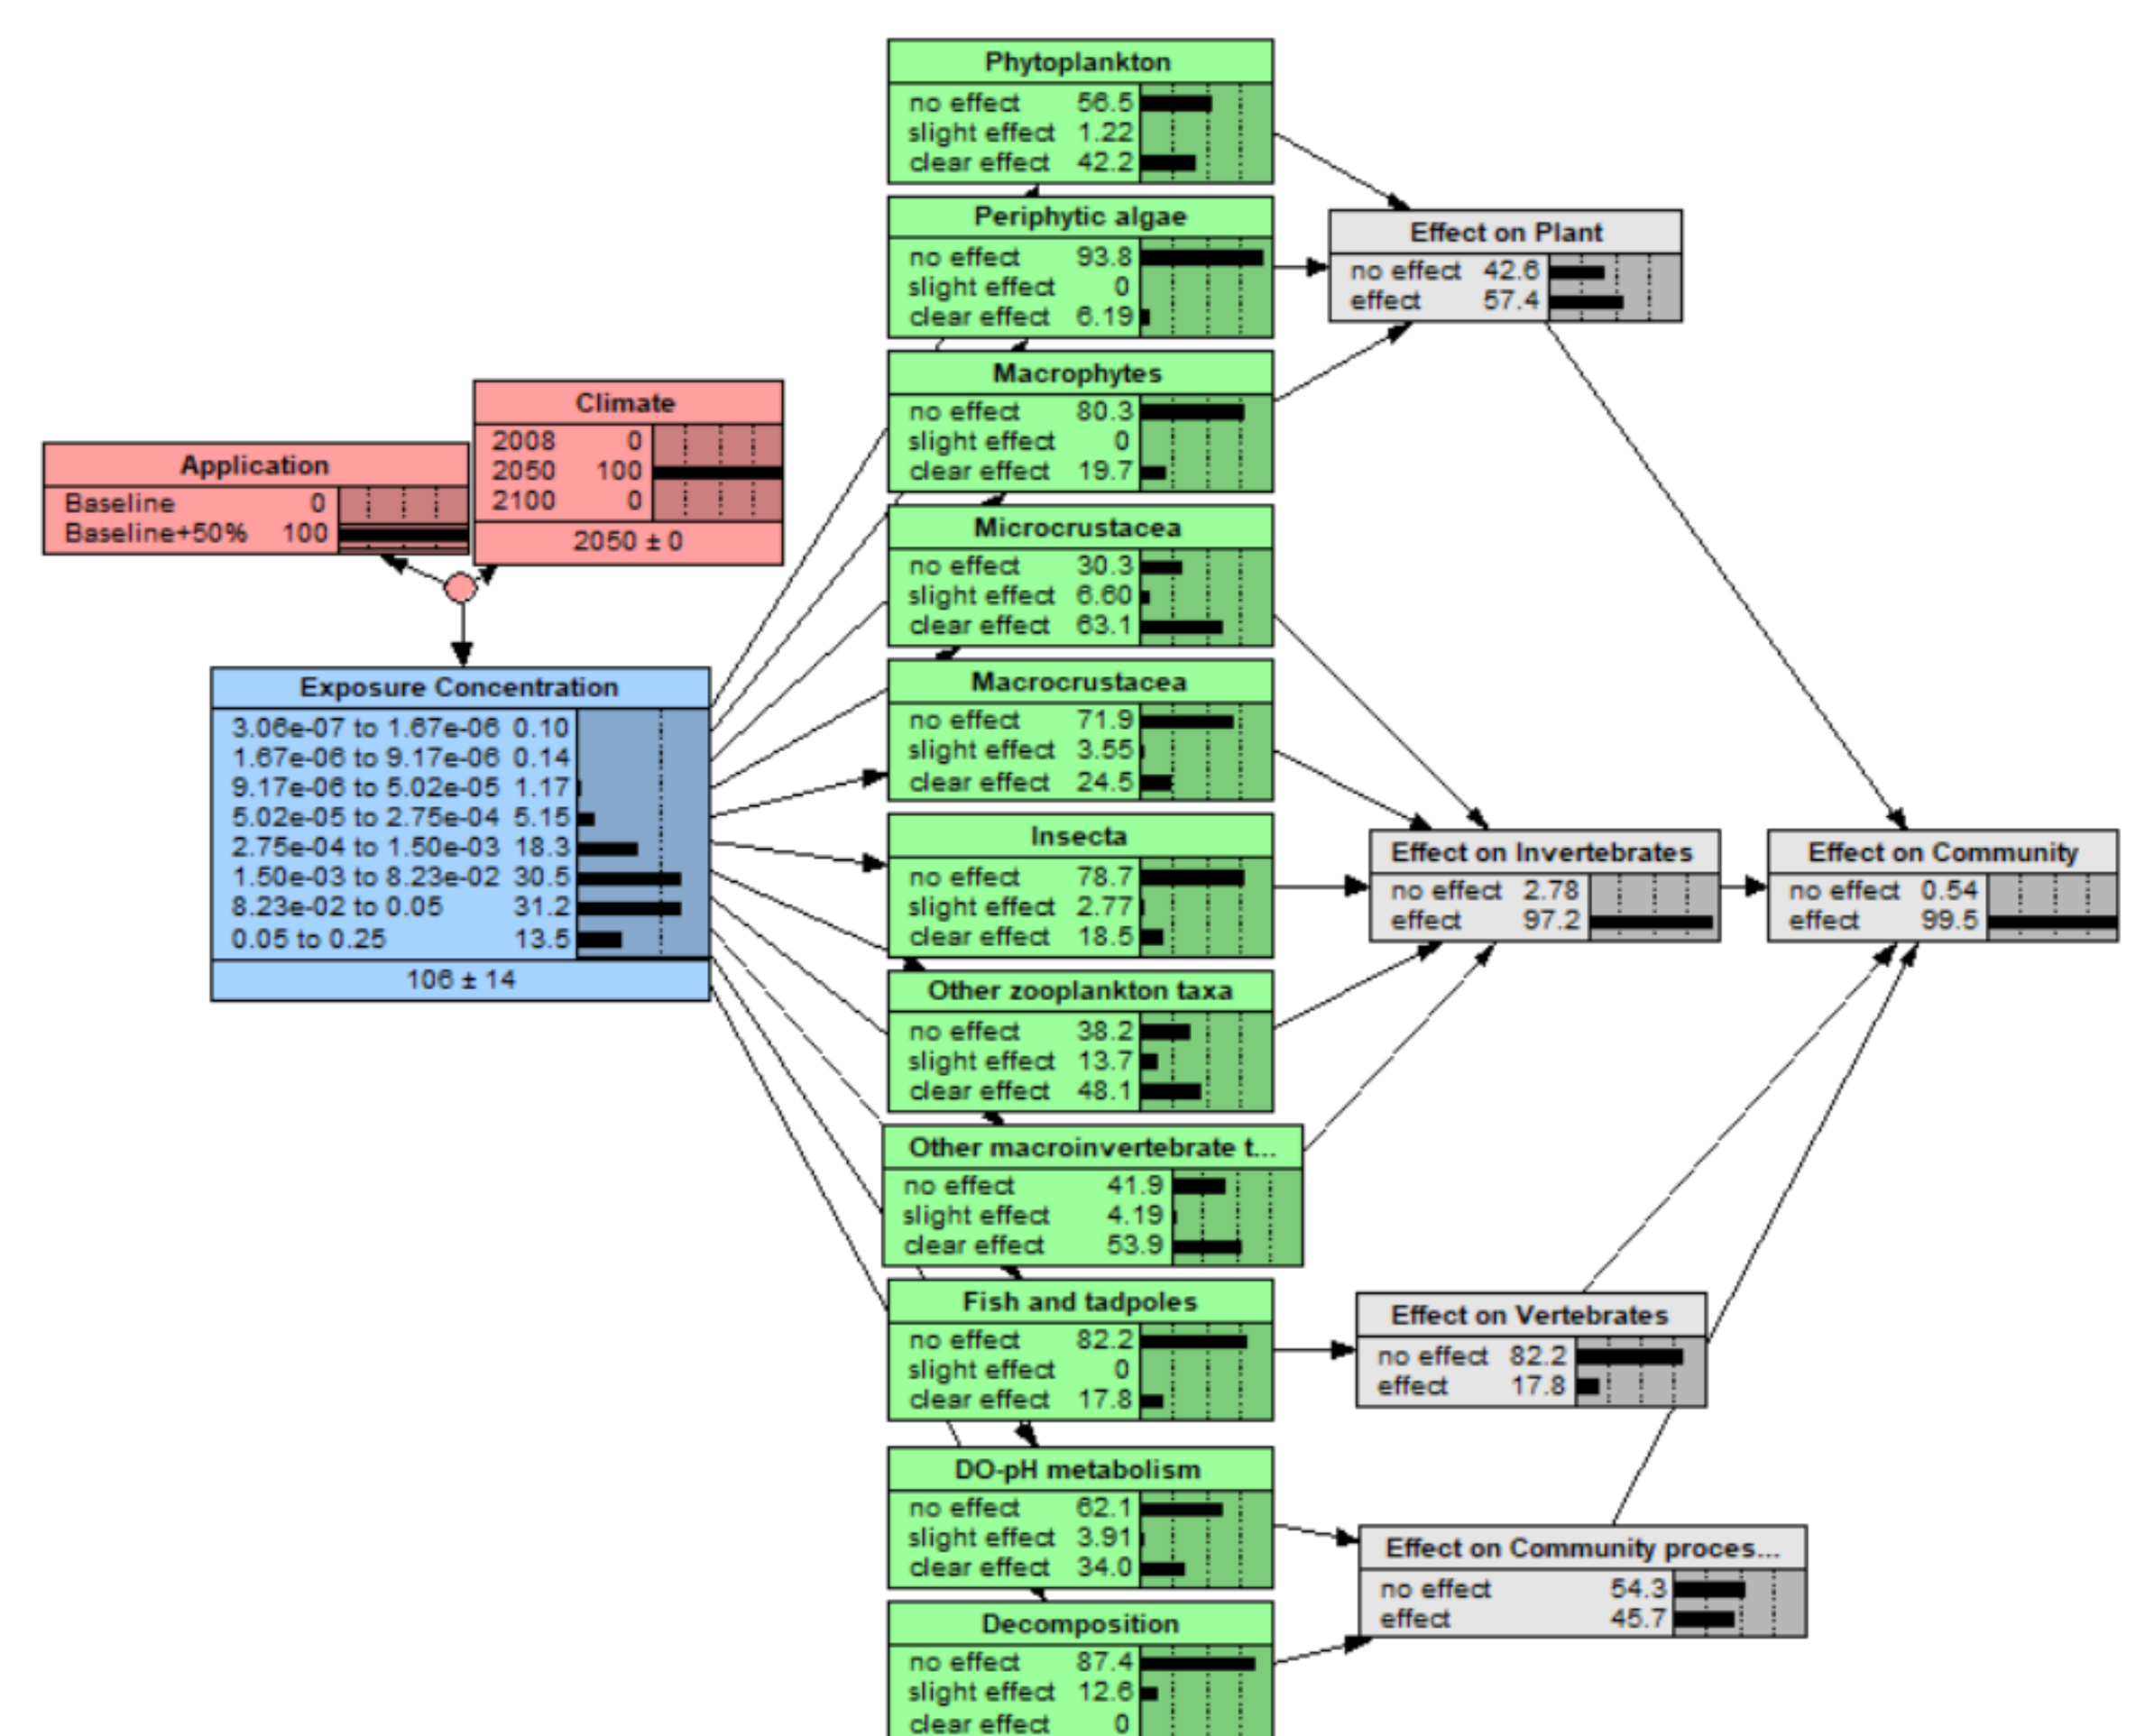 Phytoplankton
no effect 56.5
slight effect 1.22
clear effect 42.2
Periphytic algae
no effect 93.8
slight effect 0
clear effect 6.19
Effect on Plant
no effect 42.6
effect 57.4
Macrophytes
no effect 80.3
slight effect 0
clear effect 19.7
Climate
2008 0
2050 100
2100 0
2050 ± 0
Application
Baseline 0
Baseline+50% 100
Microcrustacea
no effect 30.3
slight effect 6.60
clear effect 63.1
Exposure Concentration
3.06e-07 to 1.67e-06 0.10
1.67e-06 to 9.17e-06 0.14
9.17e-06 to 5.02e-05 1.17
5.02e-05 to 2.75e-04 5.15
2.75e-04 to 1.50e-03 18.3
1.50e-03 to 8.23e-02 30.5
8.23e-02 to 0.05 31.2
0.05 to 0.25 13.5
106 ± 14
Macrocrustacea
no effect 71.9
slight effect 3.55
clear effect 24.5
Insecta
no effect 78.7
slight effect 2.77
clear effect 18.5
Effect on Invertebrates
no effect 2.78
effect 97.2
Effect on Community
no effect 0.54
effect 99.5
Other zooplankton taxa
no effect 38.2
slight effect 13.7
clear effect 48.1
Other macroinvertebrate t...
no effect 41.9
slight effect 4.19
clear effect 53.9
Fish and tadpoles
no effect 82.2
slight effect 0
clear effect 17.8
Effect on Vertebrates
no effect 82.2
effect 17.8
DO-pH metabolism
no effect 62.1
slight effect 3.91
clear effect 34.0
Effect on Community proces...
no effect 54.3
effect 45.7
Decomposition
no effect 87.4
slight effect 12.6
clear effect 0